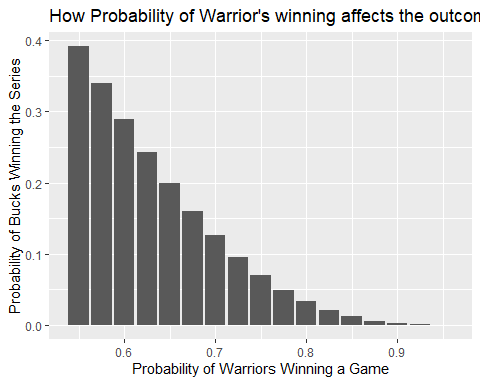 How Probability of Warrior's winning affects the outcom
0.4
0.3
0.2
0.1
0.0
Probability of Bucks Winning the Series
0.6 0.7 0.8 0.9
Probability of Warriors Winning a Game